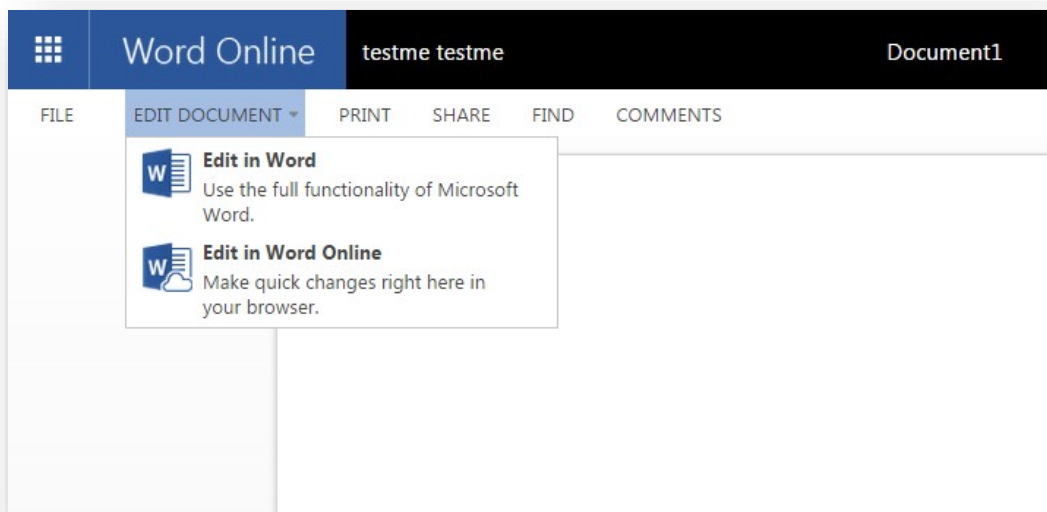 Word Online testme testme Document1
FILE EDIT DOCUMENT PRINT SHARE FIND COMMENTS
Edit in Word
Use the full functionality of Microsoft
Word.
Edit in Word Online
Make quick changes right here in
your browser.